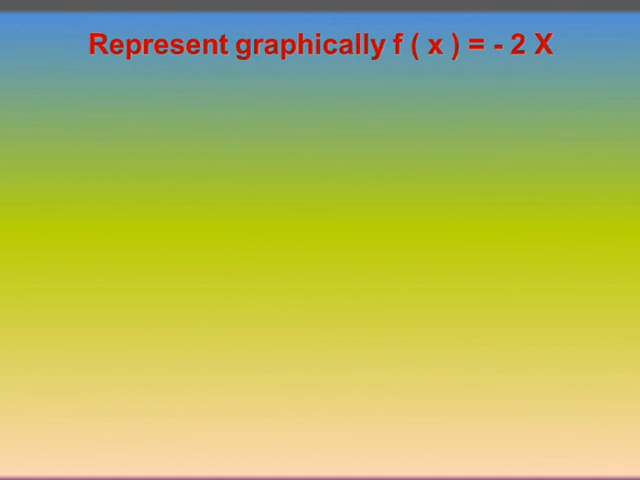 Represent graphically f ( x ) = - 2 X